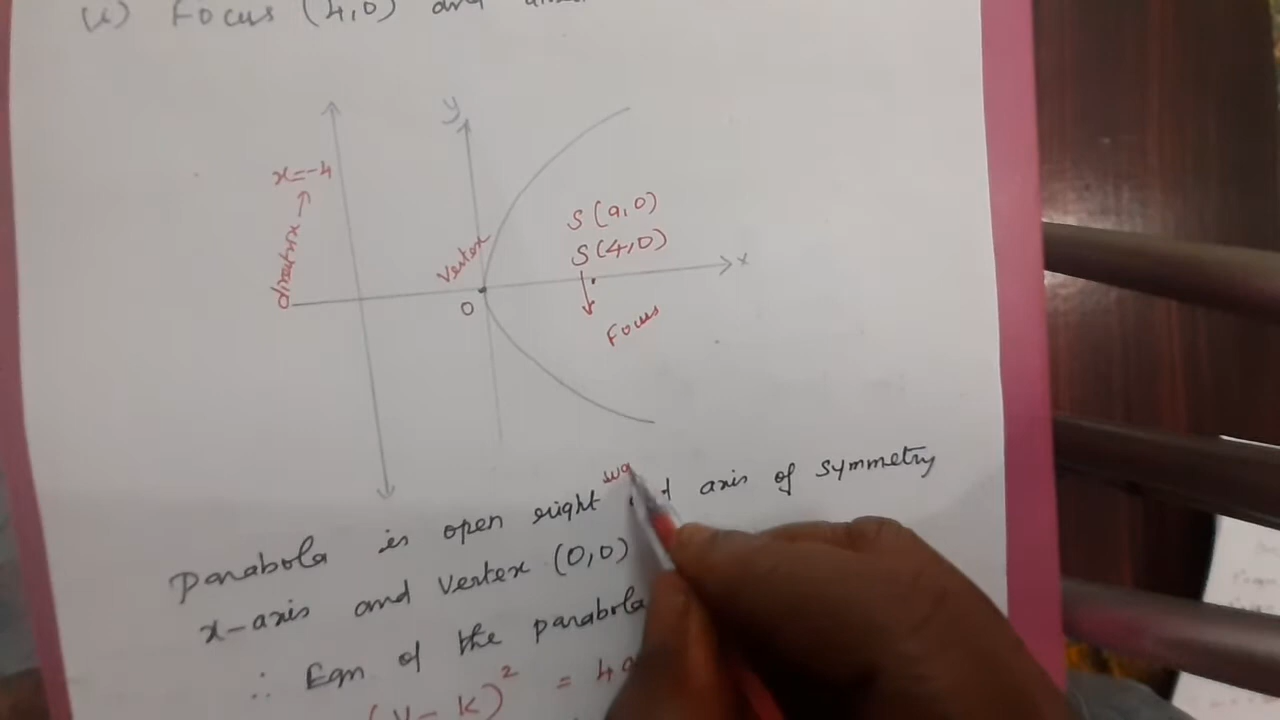 (i) Focus (4,0) and
y
x=-4
directrix →
S(a,0)
S(4,0)
Vertex
x
O
Focus
Parabola is open right axis of symmetry
x-axis and vertex (0,0)
∴ Eqn of the parabola
(y-k)² = 4a